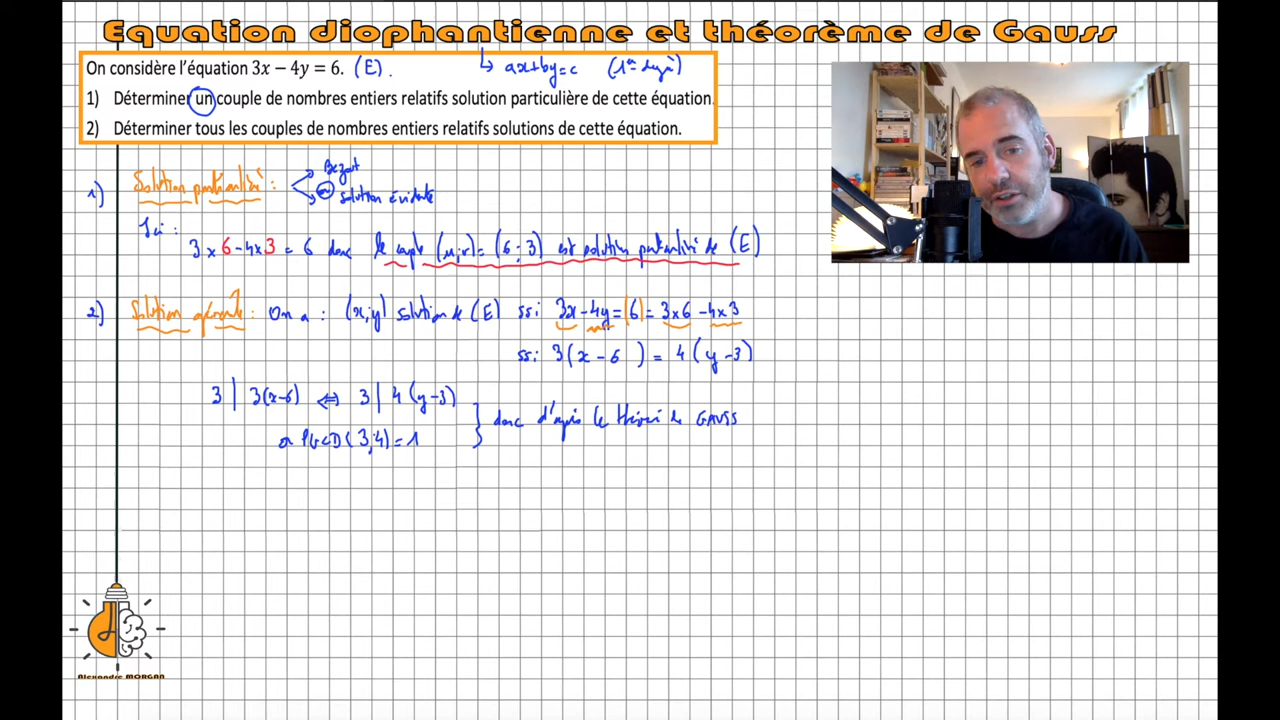 Equation diophantienne et théorème de Gauss
On considère l'équation 3x − 4y = 6. (E).
↳ ax+by=c (1er degré)
1) Déterminer un couple de nombres entiers relatifs solution particulière de cette équation.
2) Déterminer tous les couples de nombres entiers relatifs solutions de cette équation.
1) Solution particulière :
Bezout
ou solution évidente
Ici :
3 × 6 − 4 × 3 = 6 donc le couple (u,v) = (6 ; 3) est solution particulière de (E)
2) Solution générale : On a : (x;y) solution de (E) ssi 3x − 4y = 6 = 3×6 − 4×3
ssi 3(x − 6) = 4(y − 3)
3 | 3(x−6) ⇔ 3 | 4(y−3)
or PGCD(3;4) = 1
} donc d'après le théorème de GAUSS
Alexandre MORGAN